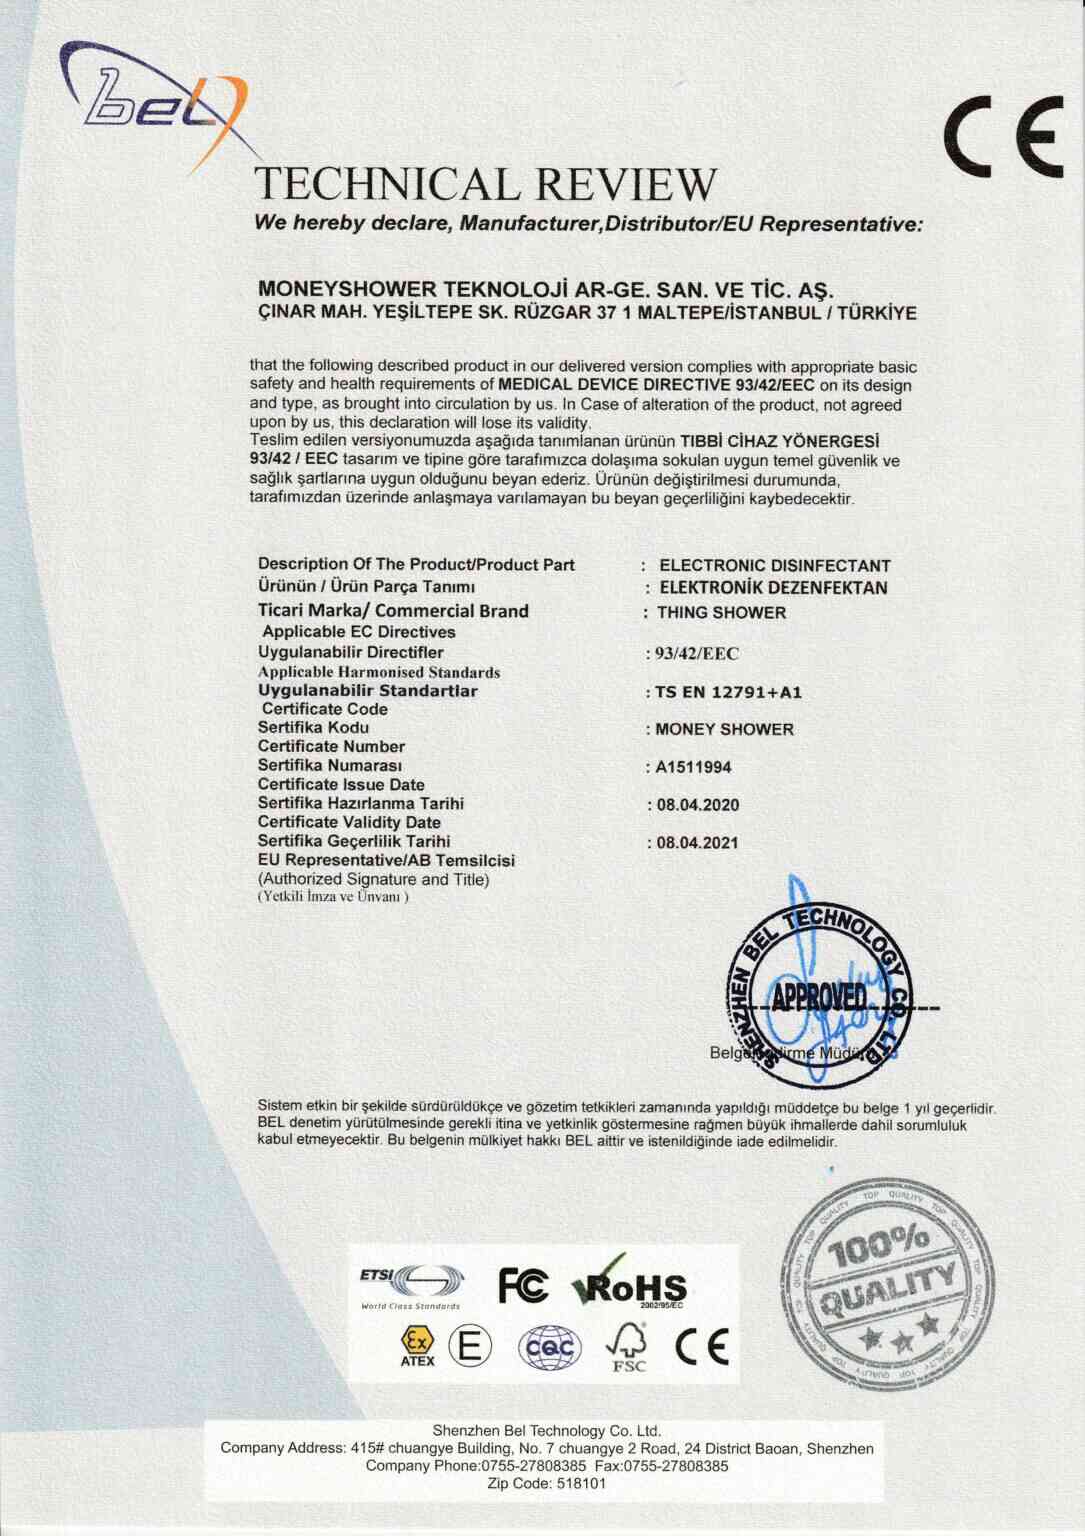 bel
CE
TECHNICAL REVIEW
We hereby declare, Manufacturer,Distributor/EU Representative:
MONEYSHOWER TEKNOLOJİ AR-GE. SAN. VE TİC. AŞ.
ÇINAR MAH. YEŞİLTEPE SK. RÜZGAR 37 1 MALTEPE/İSTANBUL / TÜRKİYE
that the following described product in our delivered version complies with appropriate basic
safety and health requirements of MEDICAL DEVICE DIRECTIVE 93/42/EEC on its design
and type, as brought into circulation by us. In Case of alteration of the product, not agreed
upon by us, this declaration will lose its validity.
Teslim edilen versiyonumuzda aşağıda tanımlanan ürünün TIBBİ CİHAZ YÖNERGESİ
93/42 / EEC tasarım ve tipine göre tarafımızca dolaşıma sokulan uygun temel güvenlik ve
sağlık şartlarına uygun olduğunu beyan ederiz. Ürünün değiştirilmesi durumunda,
tarafımızdan üzerinde anlaşmaya varılamayan bu beyan geçerliliğini kaybedecektir.
Description Of The Product/Product Part : ELECTRONIC DISINFECTANT
Ürünün / Ürün Parça Tanımı : ELEKTRONİK DEZENFEKTAN
Ticari Marka/ Commercial Brand : THING SHOWER
Applicable EC Directives
Uygulanabilir Directifler : 93/42/EEC
Applicable Harmonised Standards
Uygulanabilir Standartlar : TS EN 12791+A1
Certificate Code
Sertifika Kodu : MONEY SHOWER
Certificate Number
Sertifika Numarası : A1511994
Certificate Issue Date
Sertifika Hazırlanma Tarihi : 08.04.2020
Certificate Validity Date
Sertifika Geçerlilik Tarihi : 08.04.2021
EU Representative/AB Temsilcisi
(Authorized Signature and Title)
(Yetkili İmza ve Ünvanı )
SHENZHEN BEL TECHNOLOGY CO. LTD.
APPROVED
Sistem etkin bir şekilde sürdürüldükçe ve gözetim tetkikleri zamanında yapıldığı müddetçe bu belge 1 yıl geçerlidir.
BEL denetim yürütülmesinde gerekli itina ve yetkinlik göstermesine rağmen büyük ihmallerde dahil sorumluluk
kabul etmeyecektir. Bu belgenin mülkiyet hakkı BEL aittir ve istenildiğinde iade edilmelidir.
TOP QUALITY
100%
QUALITY
ETSI
World Class Standards
FC
RoHS
2002/95/EC
Ex
ATEX
E
CQC
FSC
CE
Shenzhen Bel Technology Co. Ltd.
Company Address: 415# chuangye Building, No. 7 chuangye 2 Road, 24 District Baoan, Shenzhen
Company Phone:0755-27808385 Fax:0755-27808385
Zip Code: 518101